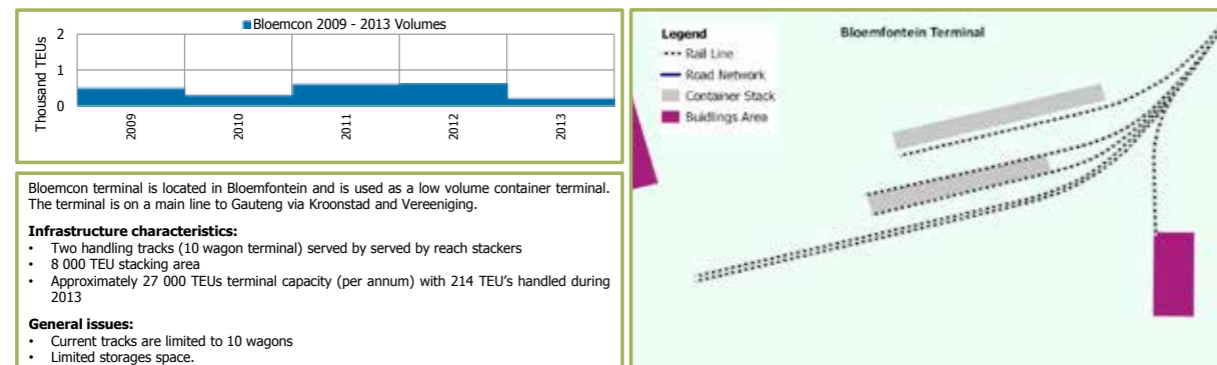 Bloemcon 2009 - 2013 Volumes
Thousand TEUs
2
1
0
2009
2010
2011
2012
2013
Bloemcon terminal is located in Bloemfontein and is used as a low volume container terminal.
The terminal is on a main line to Gauteng via Kroonstad and Vereeniging.
Infrastructure characteristics:
• Two handling tracks (10 wagon terminal) served by served by reach stackers
• 8 000 TEU stacking area
• Approximately 27 000 TEUs terminal capacity (per annum) with 214 TEU's handled during
2013
General issues:
• Current tracks are limited to 10 wagons
• Limited storages space.
Legend
Rail Line
Road Network
Container Stack
Buidlings Area
Bloemfontein Terminal